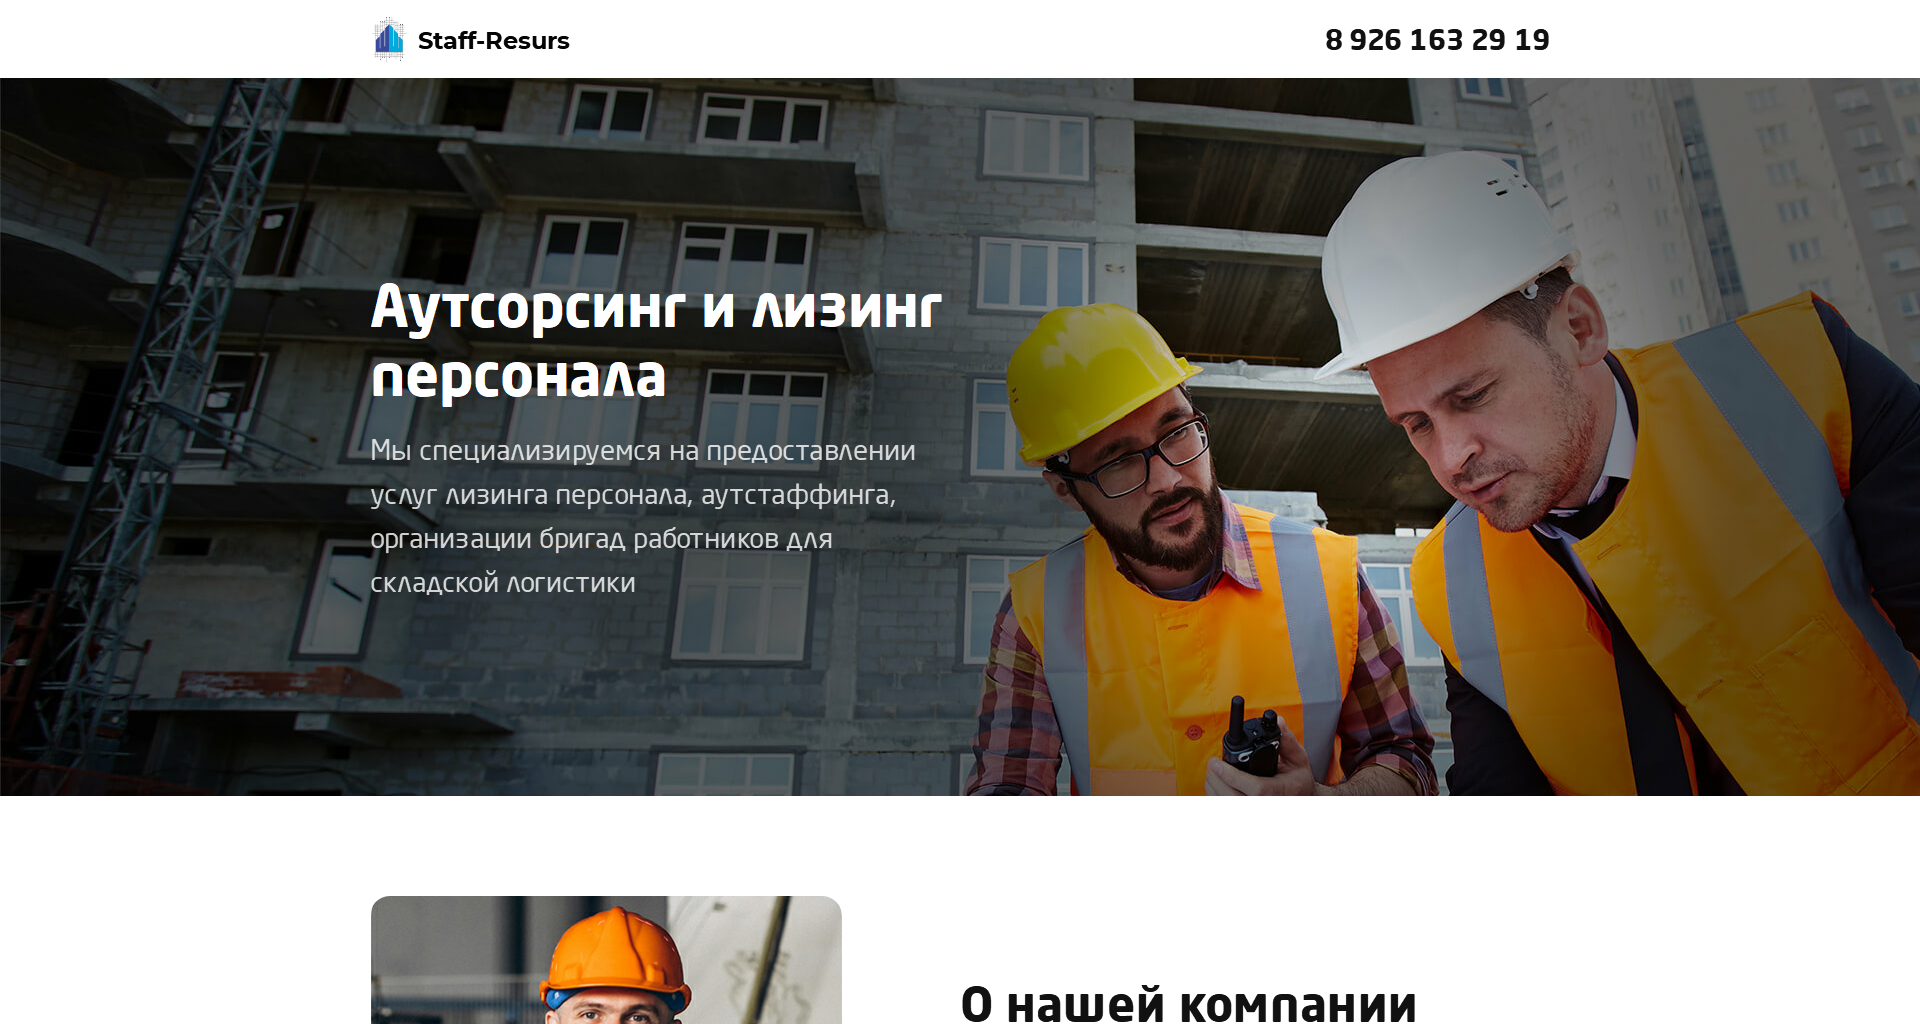 Staff-Resurs
8 926 163 29 19
Аутсорсинг и лизинг
персонала
Мы специализируемся на предоставлении
услуг лизинга персонала, аутстаффинга,
организации бригад работников для
складской логистики
О нашей компании